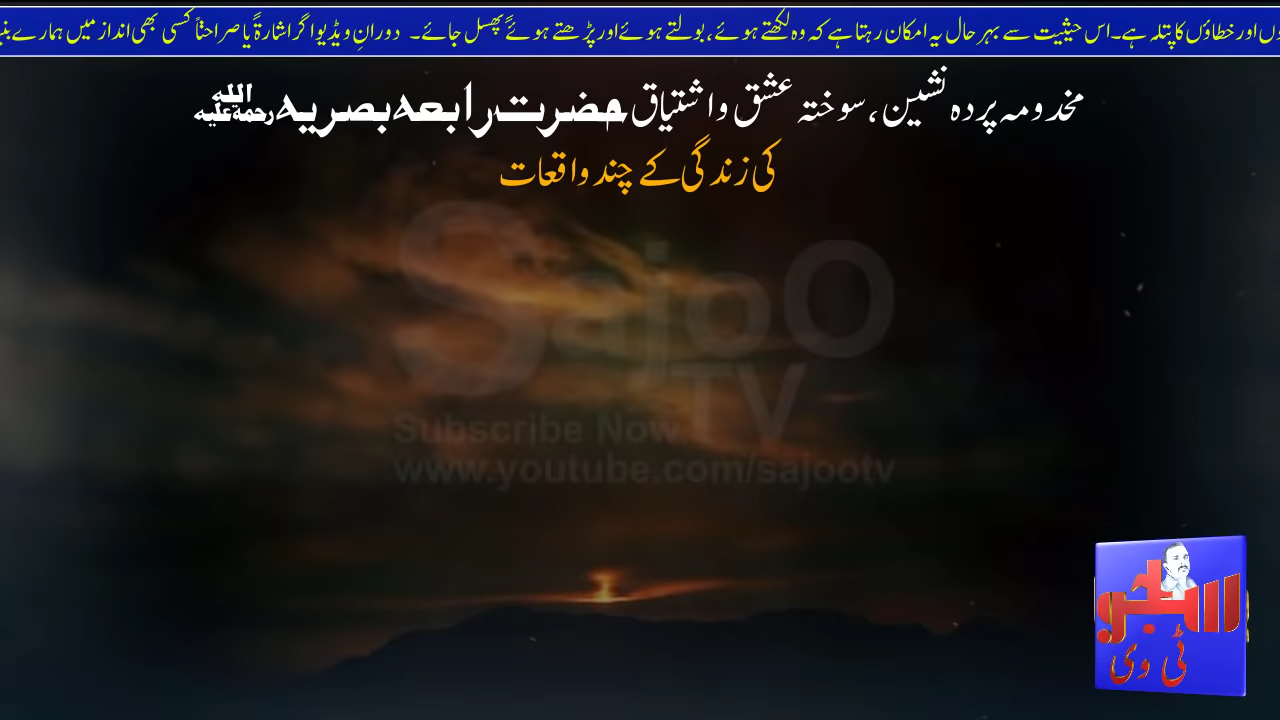 اور خطاؤں کا پتلہ ہے۔اس حیثیت سے بہر حال یہ امکان رہتا ہے کہ وہ لکھتے ہوئے، بولتے ہوئے اور پڑھتے ہوئے پھسل جائے۔ دورانِ ویڈیو اگر اشارۃً یا صراحتاً کسی بھی انداز میں ہمارے
مخدومہ پردہ نشین، سوختہ عشق و اشتیاق حضرت رابعہ بصریہ رحمۃ اللہ علیہ
کی زندگی کے چند واقعات
SajoO
TV
Subscribe Now
www.youtube.com/sajootv
سجو
ٹی وی